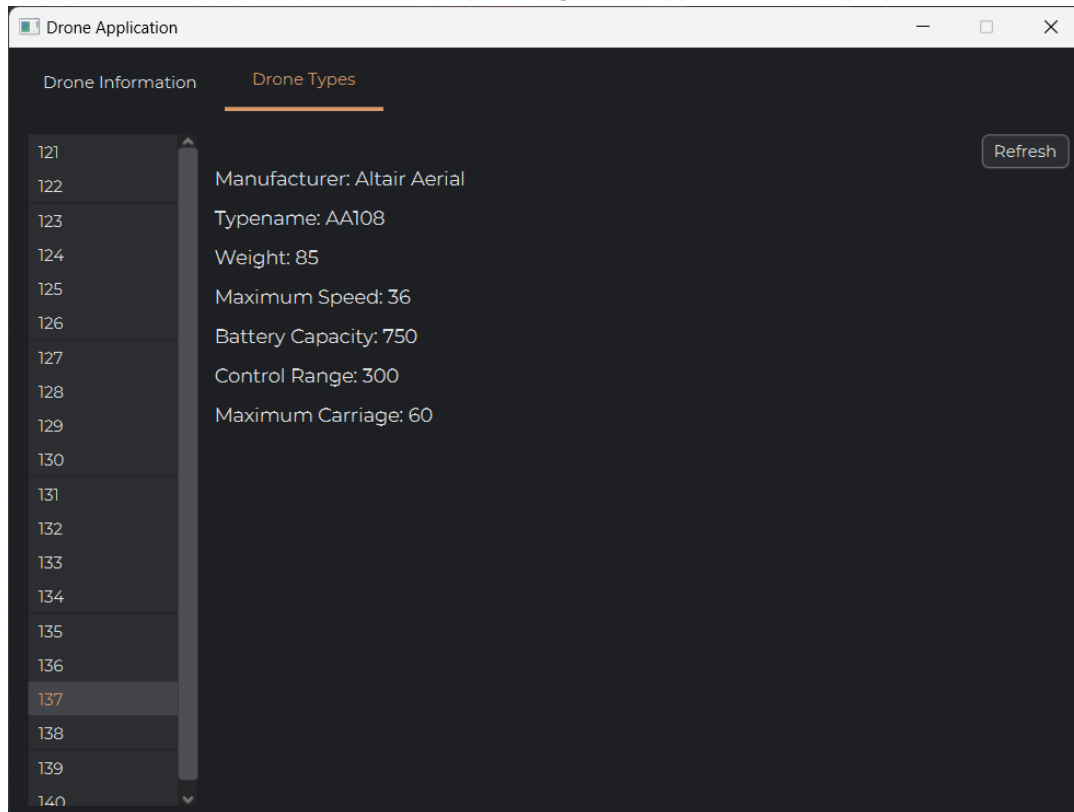 Drone Application
Drone Information
Drone Types
121
122
123
124
125
126
127
128
129
130
131
132
133
134
135
136
137
138
139
140
Refresh
Manufacturer: Altair Aerial
Typename: AA108
Weight: 85
Maximum Speed: 36
Battery Capacity: 750
Control Range: 300
Maximum Carriage: 60